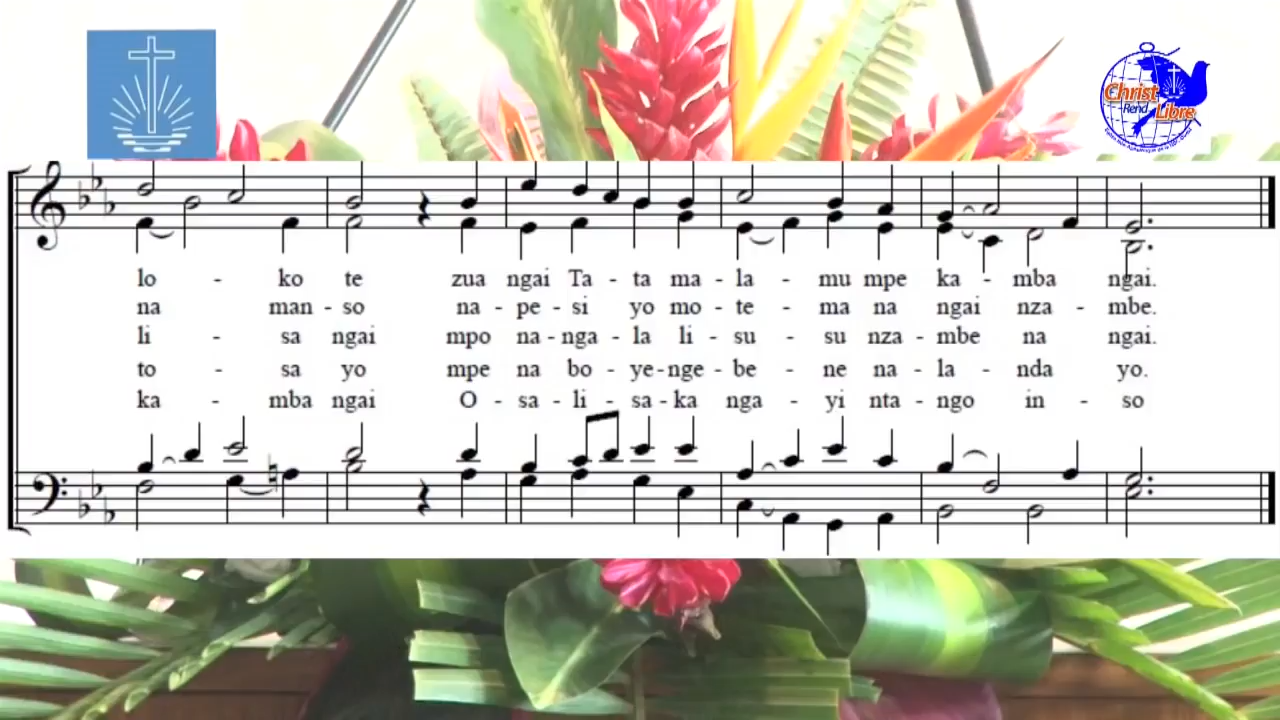 Christ
Rend
Libre
lo - ko te zua ngai Ta - ta ma - la - mu mpe ka - mba ngai.
na man - so na - pe - si yo mo - te - ma na ngai nza - mbe.
li - sa ngai mpo na - nga - la li - su - su nza - mbe na ngai.
to - sa yo mpe na bo - ye - nge - be - ne na - la - nda yo.
ka - mba ngai O - sa - li - sa - ka nga - yi nta - ngo in - so